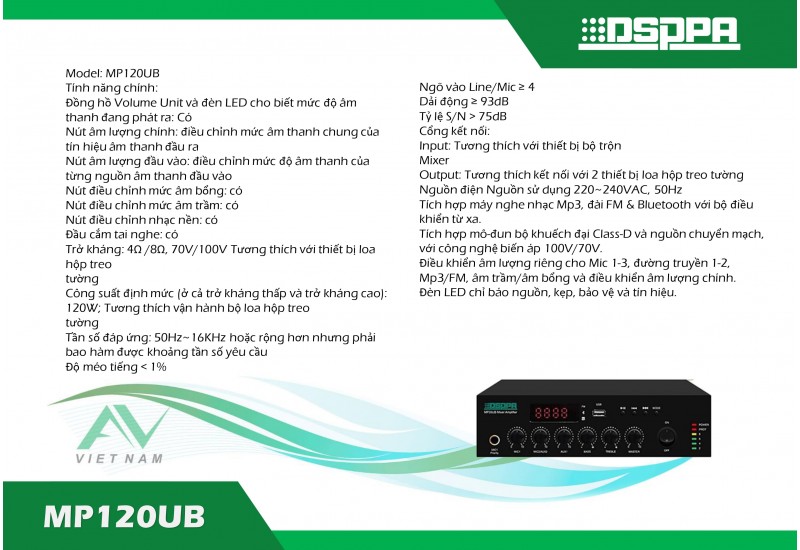 DSPPA
Model: MP120UB
Tính năng chính:
Đồng hồ Volume Unit và đèn LED cho biết mức độ âm
thanh đang phát ra: Có
Nút âm lượng chính: điều chỉnh mức âm thanh chung của
tín hiệu âm thanh đầu ra
Nút âm lượng đầu vào: điều chỉnh mức độ âm thanh của
từng nguồn âm thanh đầu vào
Nút điều chỉnh mức âm bổng: có
Nút điều chỉnh mức âm trầm: có
Nút điều chỉnh nhạc nền: có
Đầu cắm tai nghe: có
Trở kháng: 4Ω /8Ω, 70V/100V Tương thích với thiết bị loa
hộp treo
tường
Công suất định mức (ở cả trở kháng thấp và trở kháng cao):
120W; Tương thích vận hành bộ loa hộp treo
tường
Tần số đáp ứng: 50Hz~16KHz hoặc rộng hơn nhưng phải
bao hàm được khoảng tần số yêu cầu
Độ méo tiếng < 1%
Ngõ vào Line/Mic ≥ 4
Dải động ≥ 93dB
Tỷ lệ S/N > 75dB
Cổng kết nối:
Input: Tương thích với thiết bị bộ trộn
Mixer
Output: Tương thích kết nối với 2 thiết bị loa hộp treo tường
Nguồn điện Nguồn sử dụng 220~240VAC, 50Hz
Tích hợp máy nghe nhạc Mp3, đài FM & Bluetooth với bộ điều
khiển từ xa.
Tích hợp mô-đun bộ khuếch đại Class-D và nguồn chuyển mạch,
với công nghệ biến áp 100V/70V.
Điều khiển âm lượng riêng cho Mic 1-3, đường truyền 1-2,
Mp3/FM, âm trầm/âm bổng và điều khiển âm lượng chính.
Đèn LED chỉ báo nguồn, kẹp, bảo vệ và tín hiệu.
DSPPA
AV
VIET NAM
MP120UB